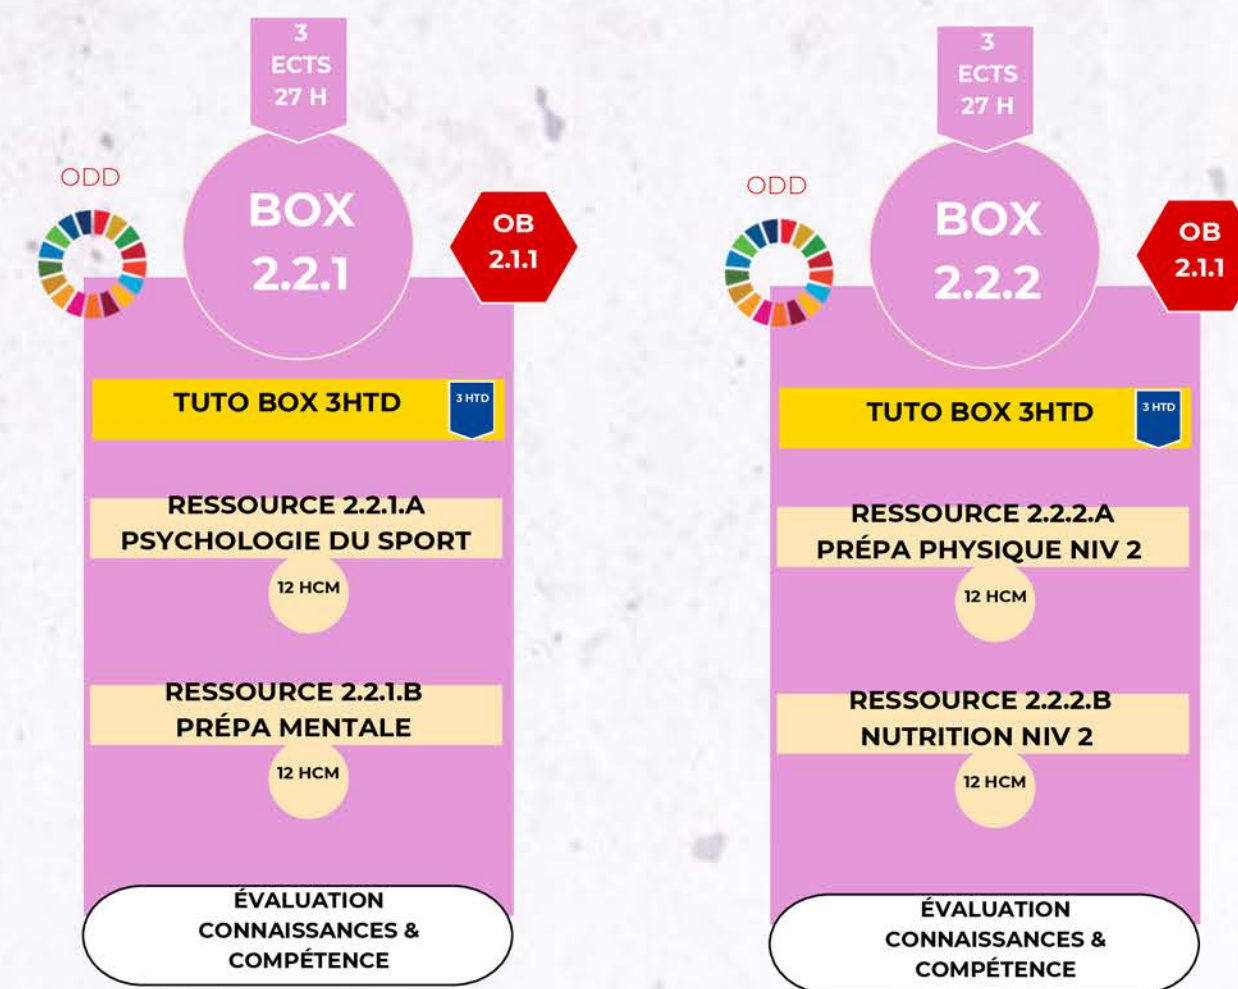 3
ECTS
27 H
ODD
BOX
2.2.1
OB
2.1.1
TUTO BOX 3HTD
3 HTD
RESSOURCE 2.2.1.A
PSYCHOLOGIE DU SPORT
12 HCM
RESSOURCE 2.2.1.B
PRÉPA MENTALE
12 HCM
ÉVALUATION
CONNAISSANCES &
COMPÉTENCE
3
ECTS
27 H
ODD
BOX
2.2.2
OB
2.1.1
TUTO BOX 3HTD
3 HTD
RESSOURCE 2.2.2.A
PRÉPA PHYSIQUE NIV 2
12 HCM
RESSOURCE 2.2.2.B
NUTRITION NIV 2
12 HCM
ÉVALUATION
CONNAISSANCES &
COMPÉTENCE